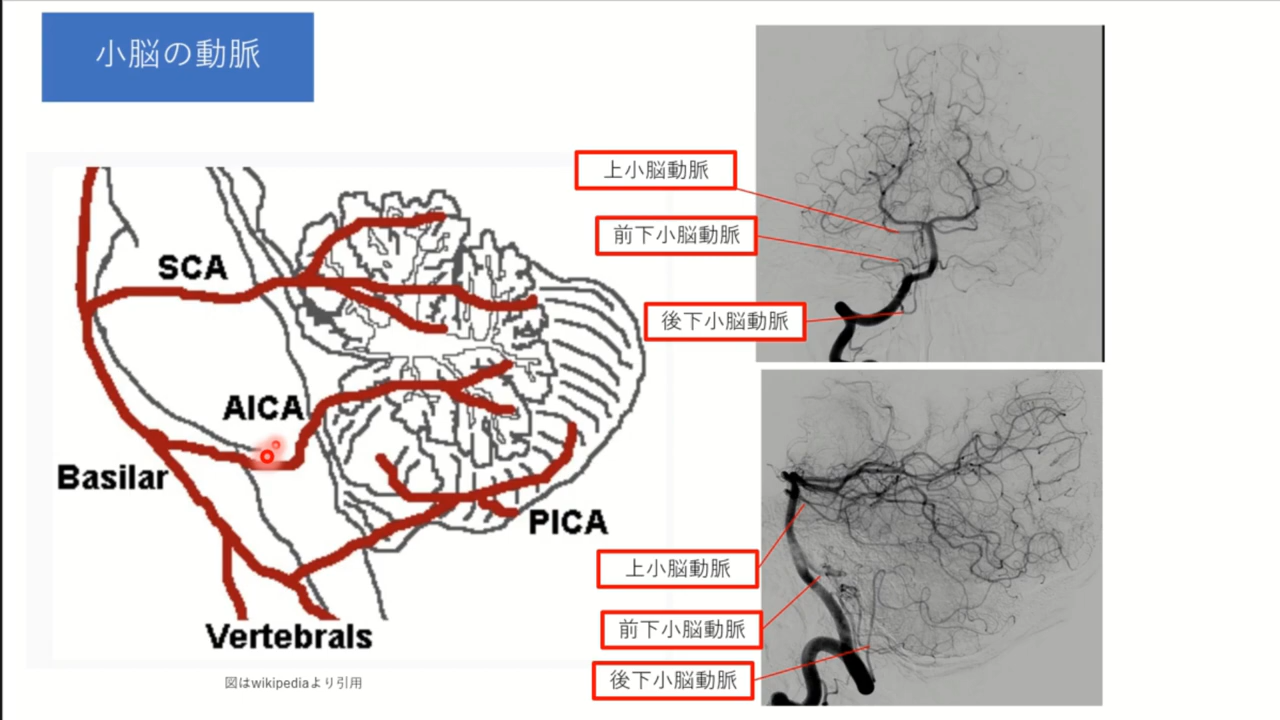 小脳の動脈
SCA
AICA
Basilar
PICA
Vertebrals
図はwikipediaより引用
上小脳動脈
前下小脳動脈
後下小脳動脈
上小脳動脈
前下小脳動脈
後下小脳動脈